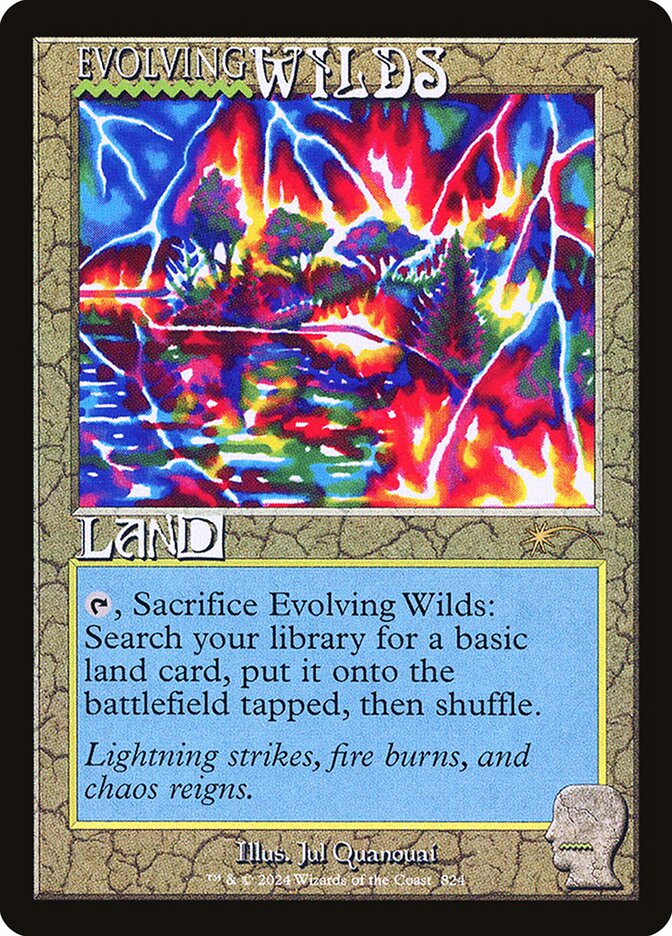 EVOLVING WILDS
LAND
, Sacrifice Evolving Wilds:
Search your library for a basic
land card, put it onto the
battlefield tapped, then shuffle.
Lightning strikes, fire burns, and
chaos reigns.
Illus. Jul Quanouai
™ & © 2024 Wizards of the Coast 824